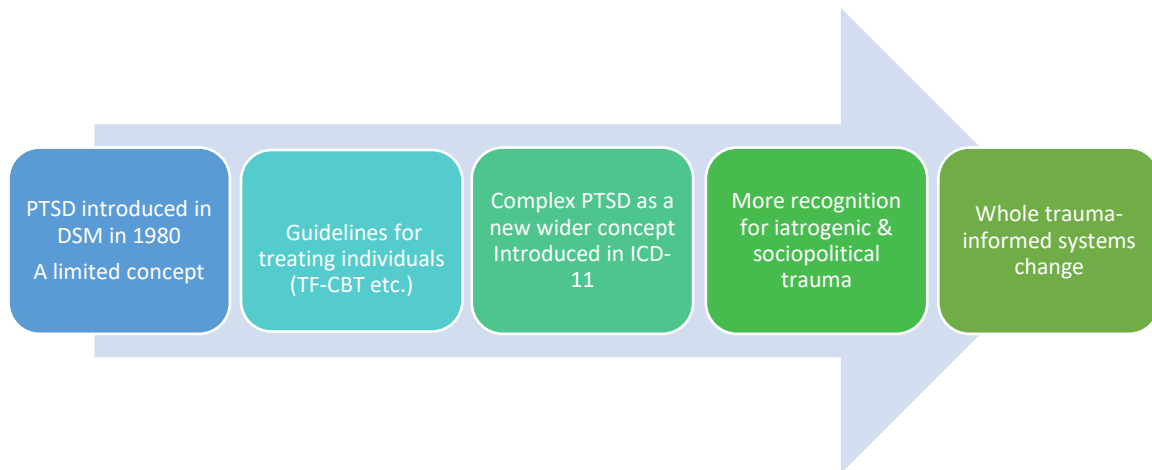 PTSD introduced in
DSM in 1980
A limited concept
Guidelines for
treating individuals
(TF-CBT etc.)
Complex PTSD as a
new wider concept
Introduced in ICD-
11
More recognition
for iatrogenic &
sociopolitical
trauma
Whole trauma-
informed systems
change